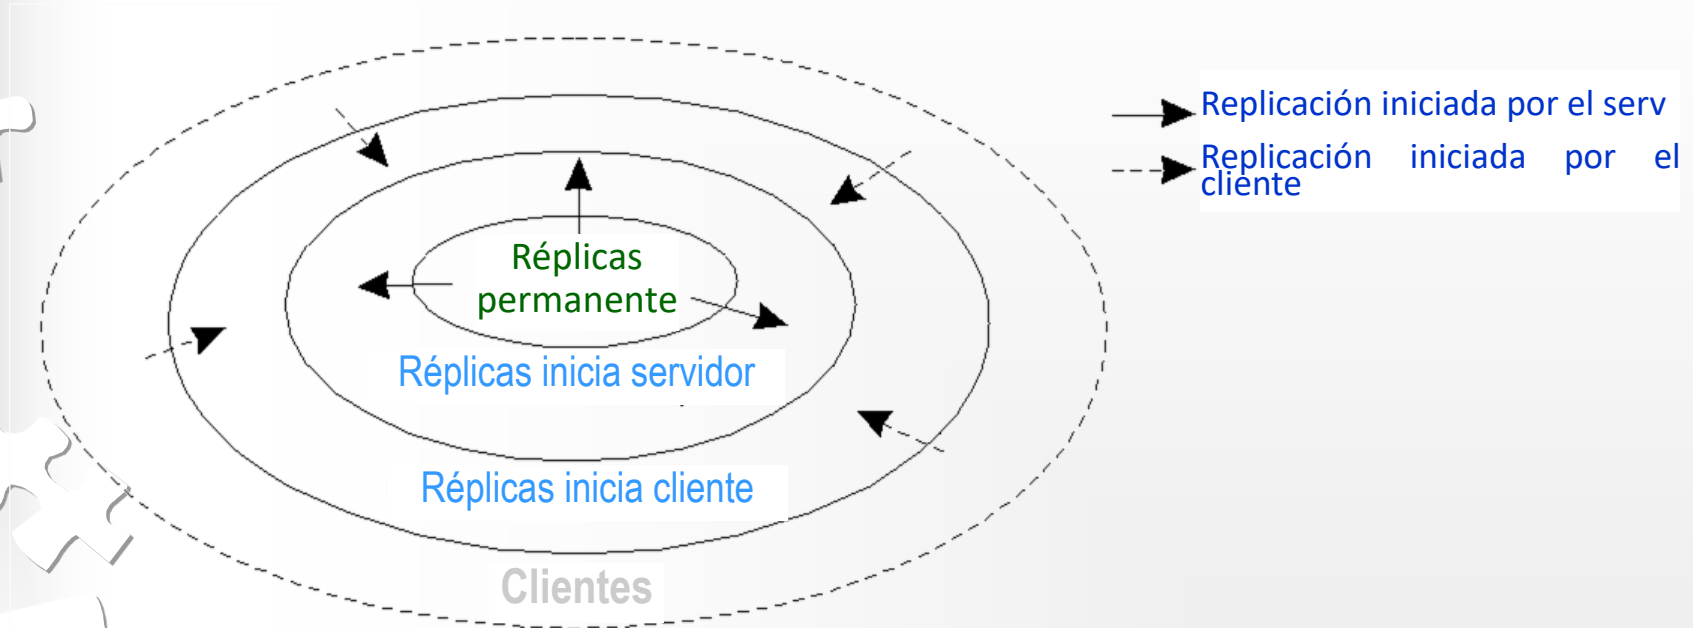 Replicación iniciada por el serv
Replicación iniciada por el
cliente
Réplicas
permanente
Réplicas inicia servidor
Réplicas inicia cliente
Clientes